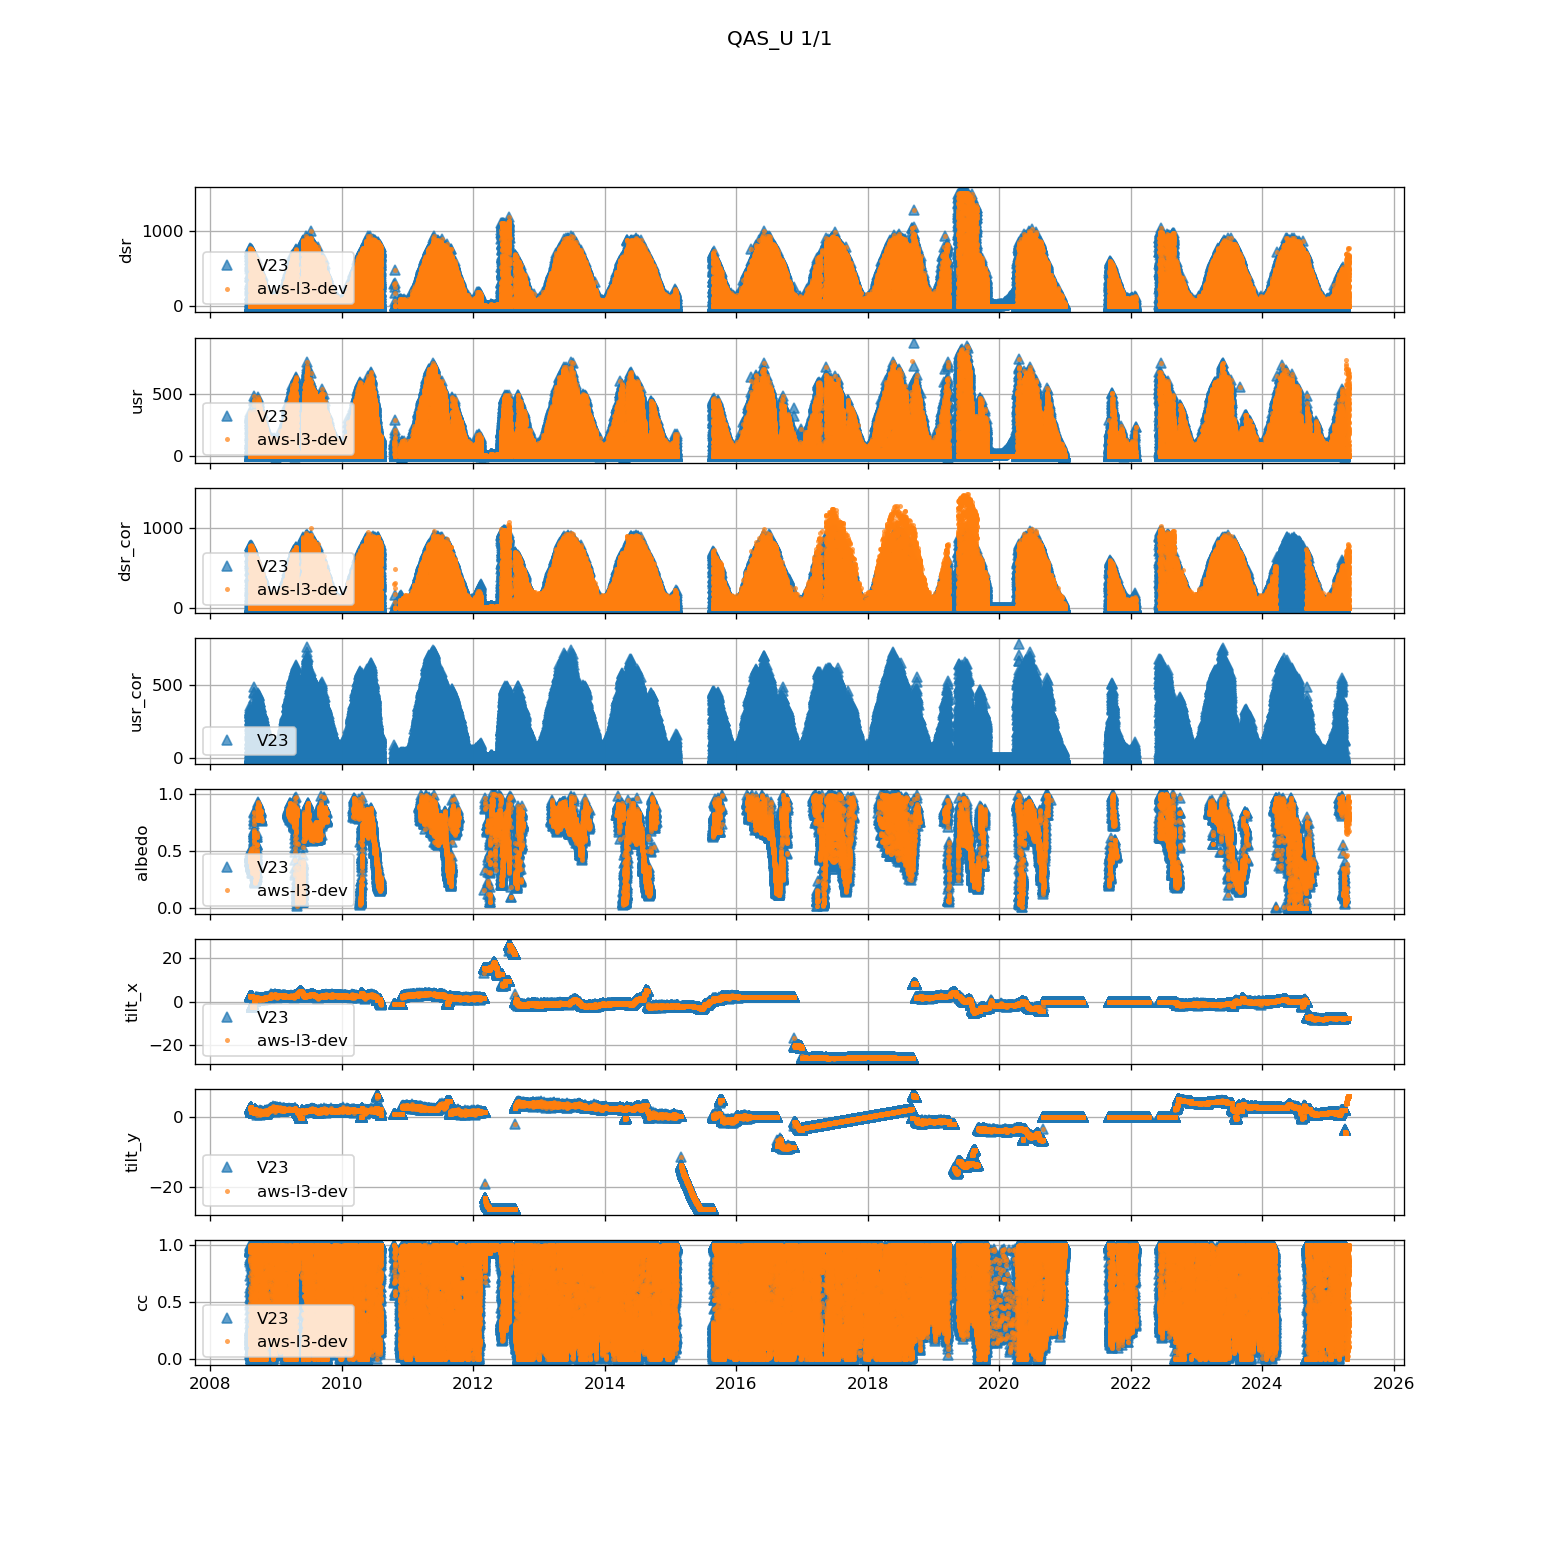 QAS_U 1/1
dsr
1000
0
V23
aws-l3-dev
usr
500
0
V23
aws-l3-dev
dsr_cor
1000
0
V23
aws-l3-dev
usr_cor
500
0
V23
albedo
1.0
0.5
0.0
V23
aws-l3-dev
tilt_x
20
0
−20
V23
aws-l3-dev
tilt_y
0
−20
V23
aws-l3-dev
cc
1.0
0.5
0.0
V23
aws-l3-dev
2008 2010 2012 2014 2016 2018 2020 2022 2024 2026